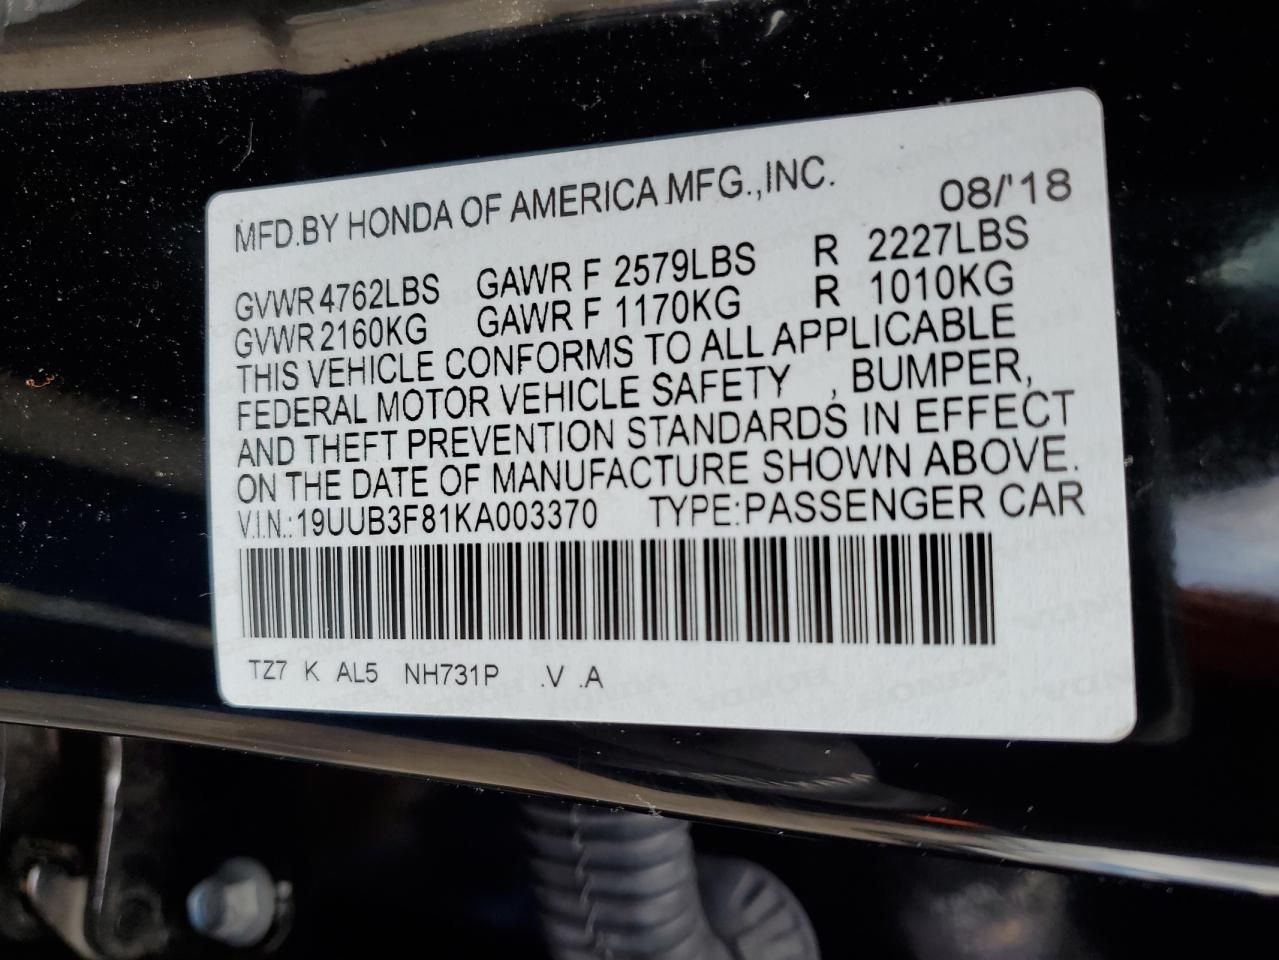 MFD.BY HONDA OF AMERICA MFG.,INC. 08/'18
GVWR 4762LBS GAWR F 2579LBS R 2227LBS
GVWR 2160KG GAWR F 1170KG R 1010KG
THIS VEHICLE CONFORMS TO ALL APPLICABLE
FEDERAL MOTOR VEHICLE SAFETY , BUMPER,
AND THEFT PREVENTION STANDARDS IN EFFECT
ON THE DATE OF MANUFACTURE SHOWN ABOVE.
V.I.N.:19UUB3F81KA003370 TYPE:PASSENGER CAR
TZ7 K AL5 NH731P .V .A